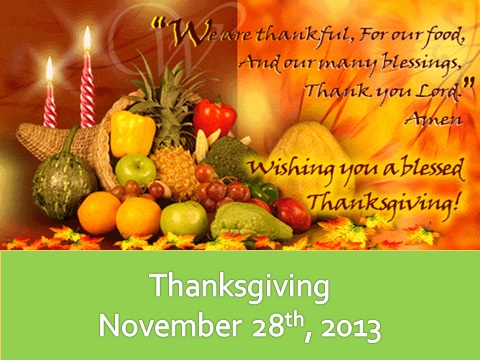 “We are thankful, For our food,
And our many blessings,
Thank you Lord.”
Amen
Wishing you a blessed
Thanksgiving!
Thanksgiving
November 28th, 2013